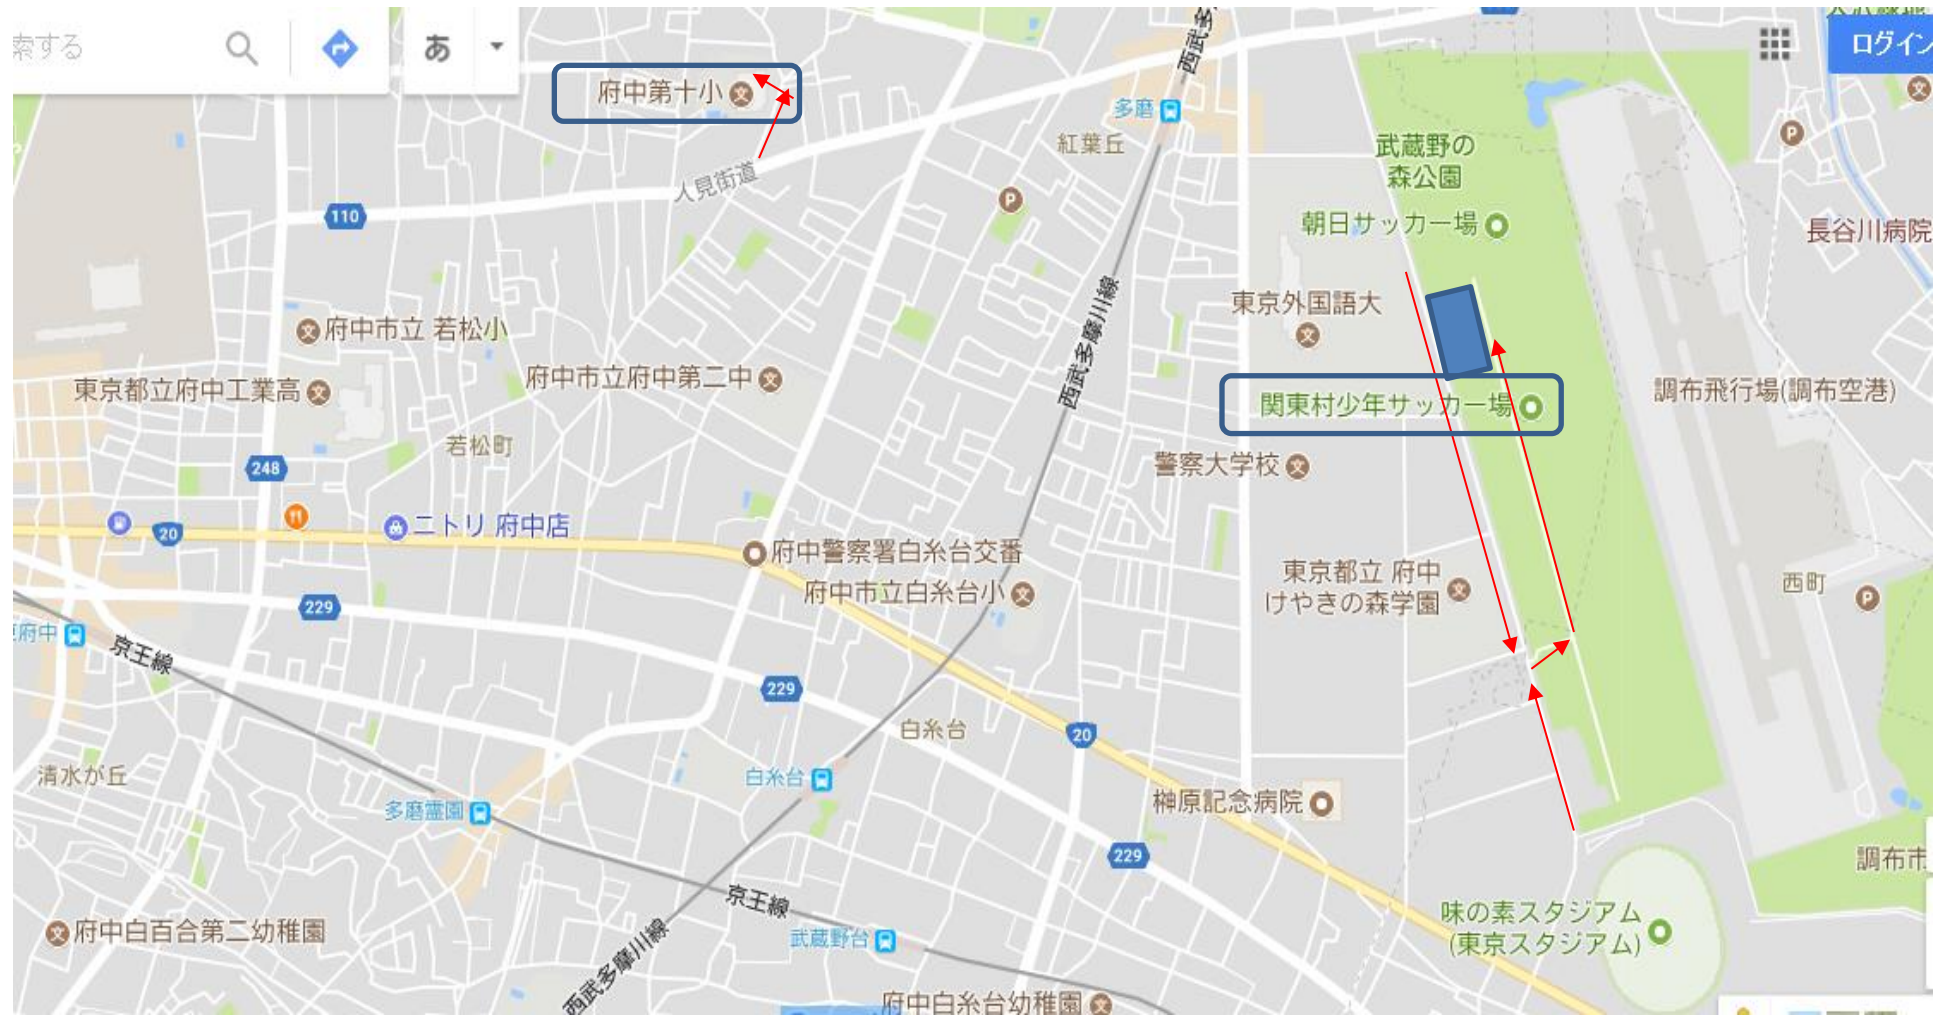 索する
あ
ログイン
府中第十小
多磨
紅葉丘
西武多
P
P
武蔵野の
森公園
人見街道
110
朝日サッカー場
長谷川病院
東京外国語大
西武多摩川線
府中市立 若松小
東京都立府中工業高
府中市立府中第二中
調布飛行場(調布空港)
関東村少年サッカー場
若松町
248
警察大学校
20
ニトリ 府中店
府中警察署白糸台交番
府中市立白糸台小
東京都立 府中
けやきの森学園
西町
P
229
府中
京王線
229
白糸台
20
清水が丘
白糸台
多磨霊園
榊原記念病院
229
調布市
京王線
味の素スタジアム
(東京スタジアム)
府中白百合第二幼稚園
武蔵野台
西武多摩川線
府中白糸台幼稚園